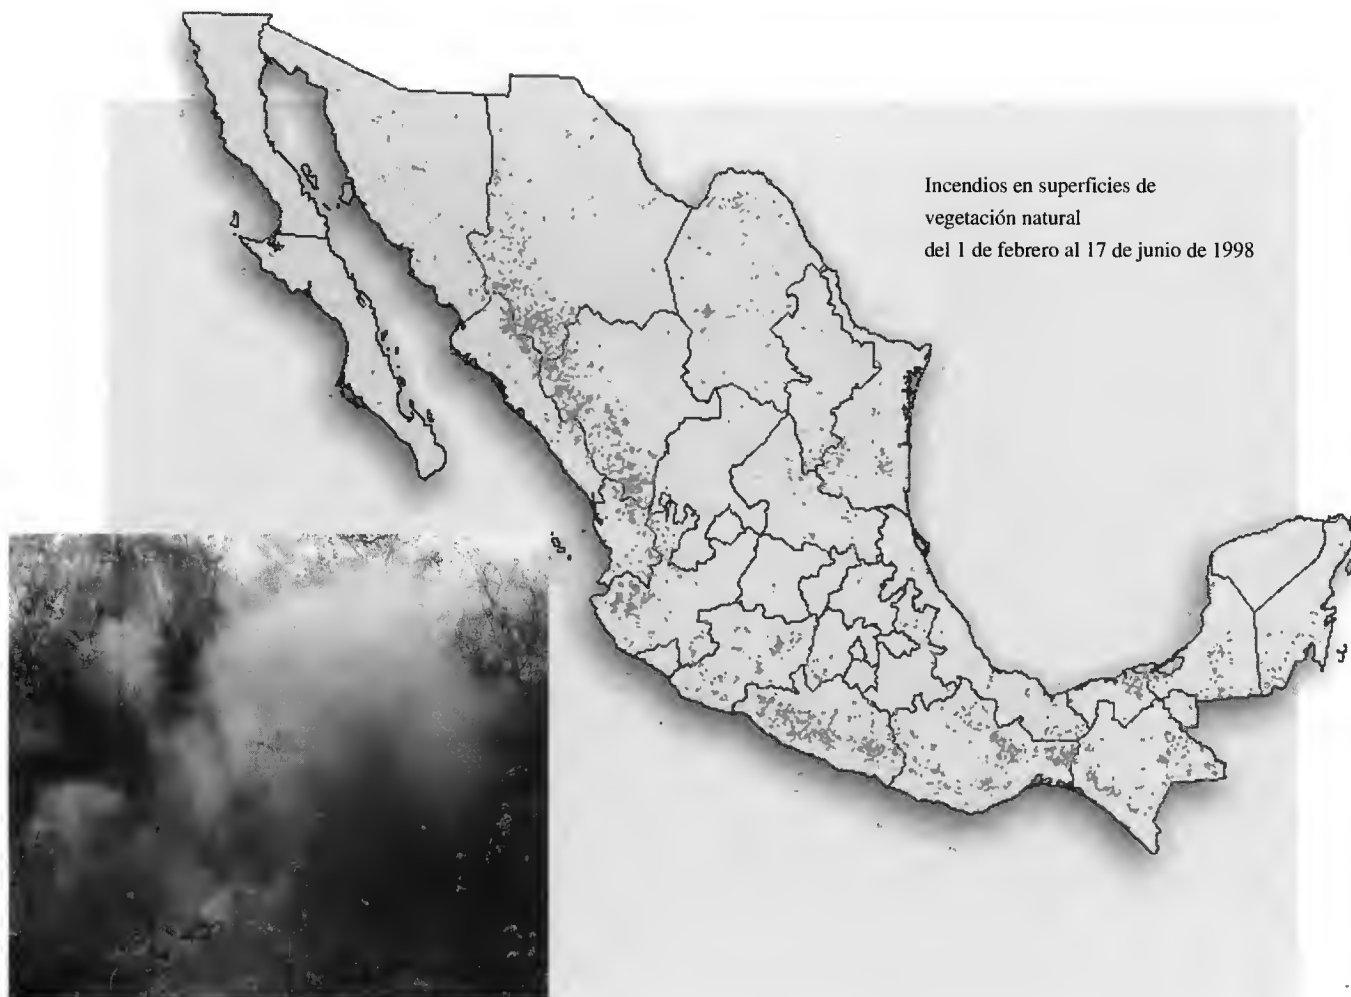 Incendios en superficies de
vegetación natural
del 1 de febrero al 17 de junio de 1998